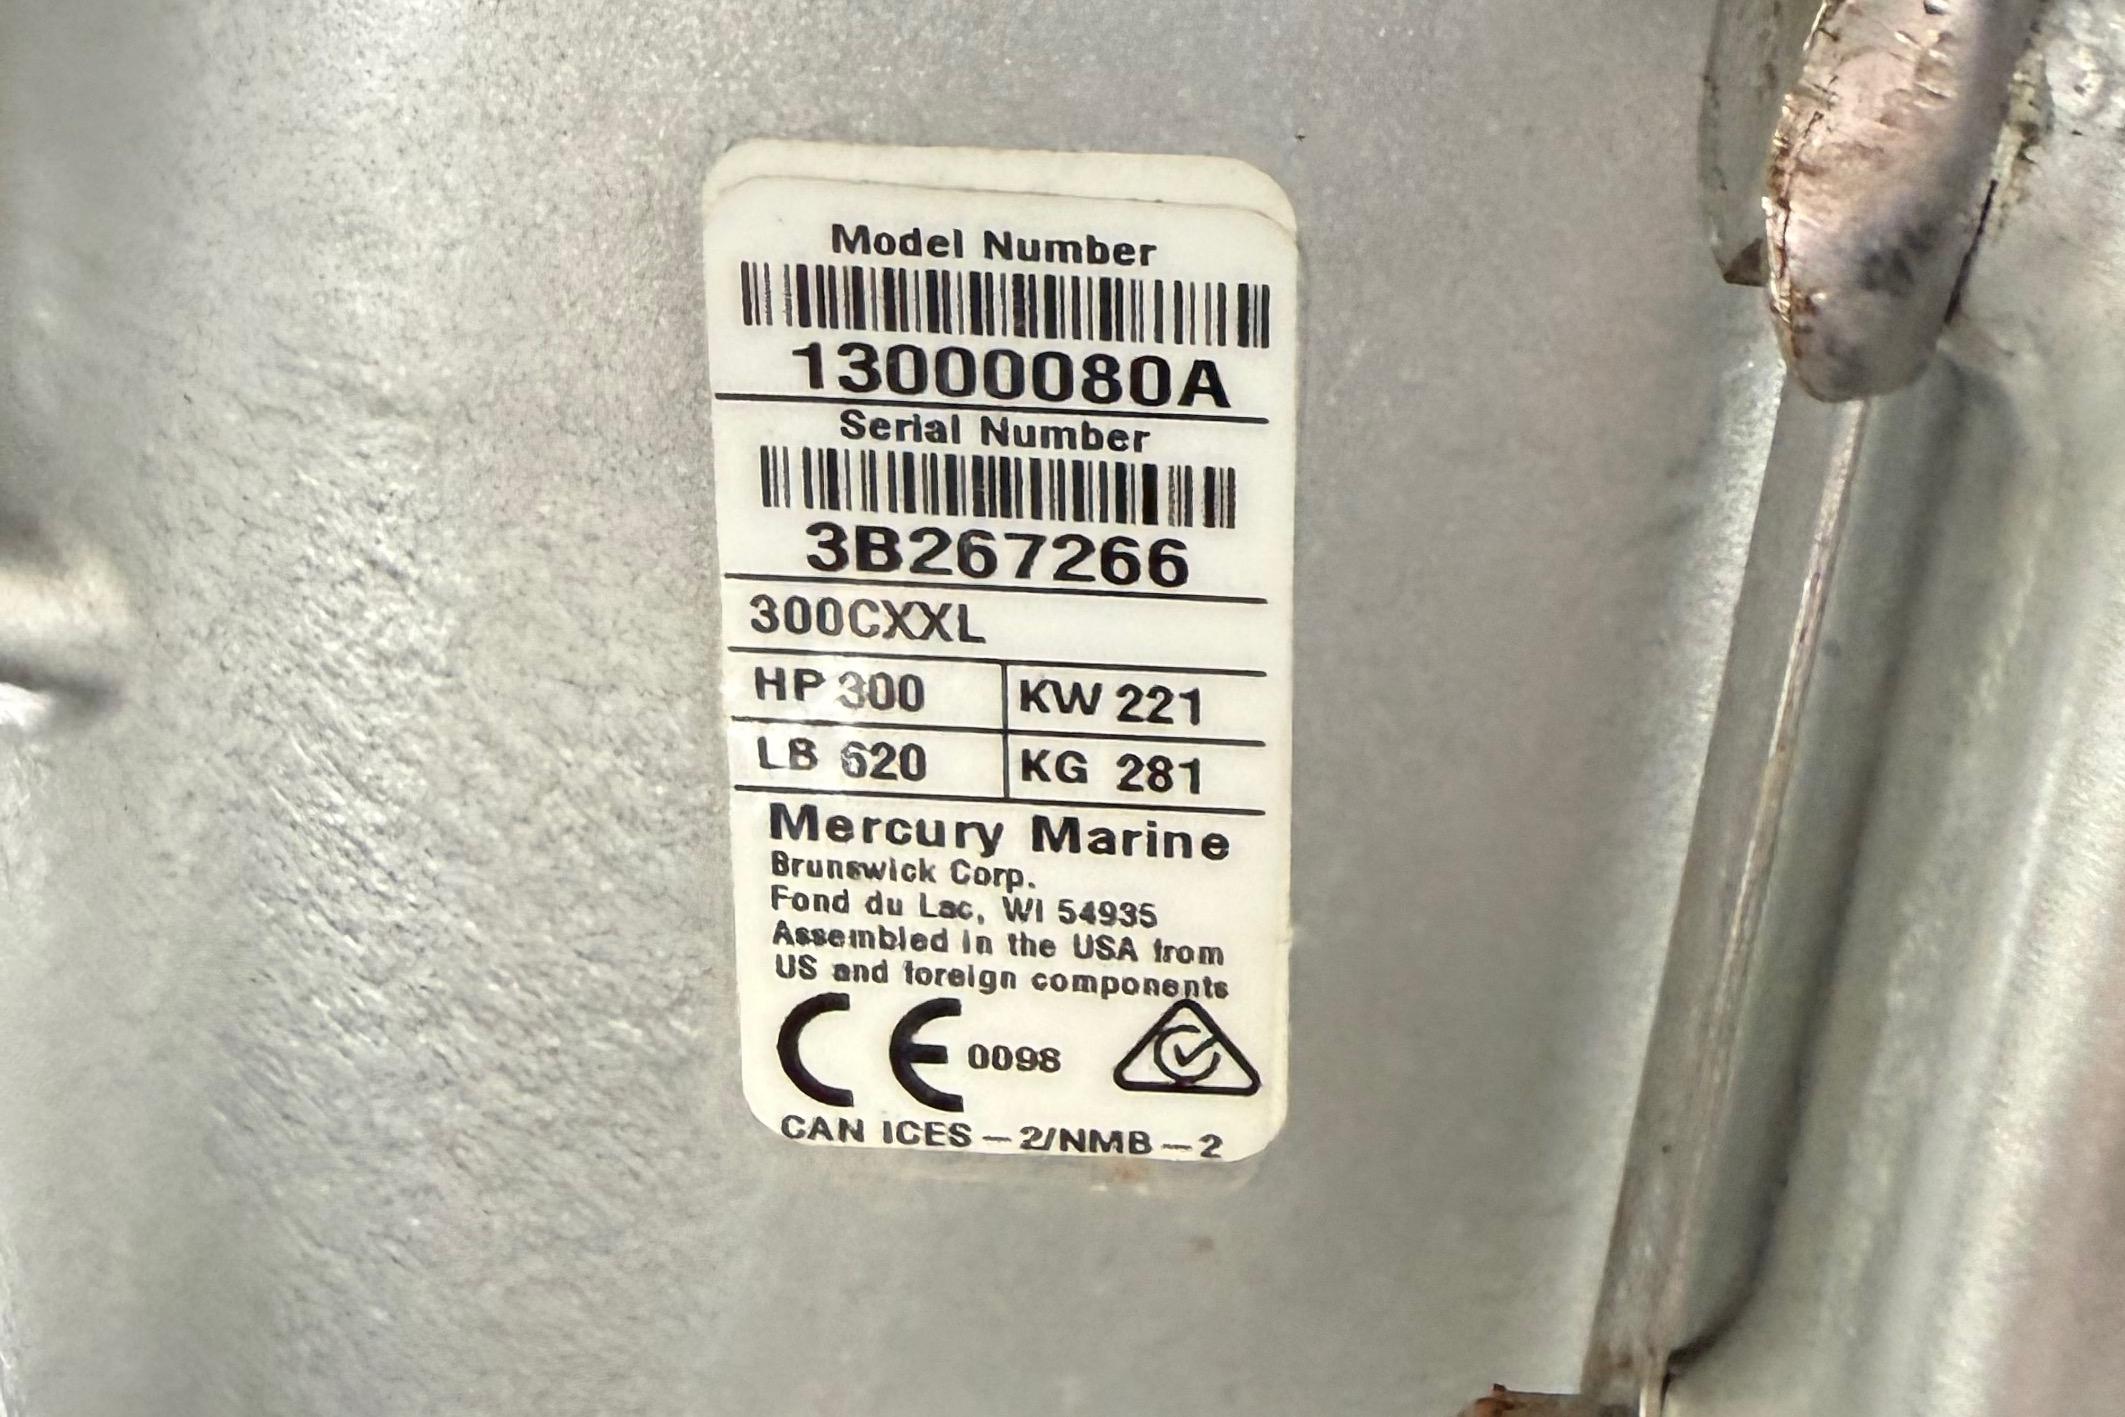 Model Number
13000080A
Serial Number
3B267266
300CXXL
HP 300 KW 221
LB 620 KG 281
Mercury Marine
Brunswick Corp.
Fond du Lac, WI 54935
Assembled in the USA from
US and foreign components
CE 0098
CAN ICES-2/NMB-2